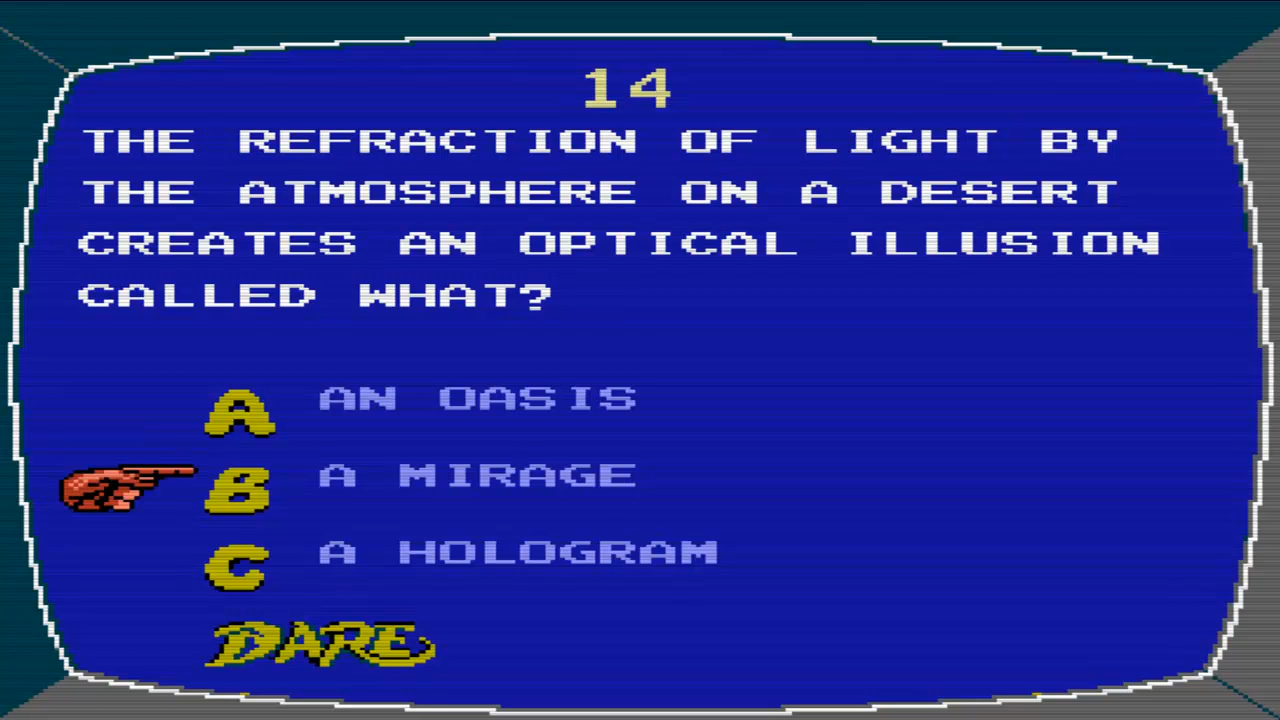 14
THE REFRACTION OF LIGHT BY
THE ATMOSPHERE ON A DESERT
CREATES AN OPTICAL ILLUSION
CALLED WHAT?
A AN OASIS
B A MIRAGE
C A HOLOGRAM
DARE